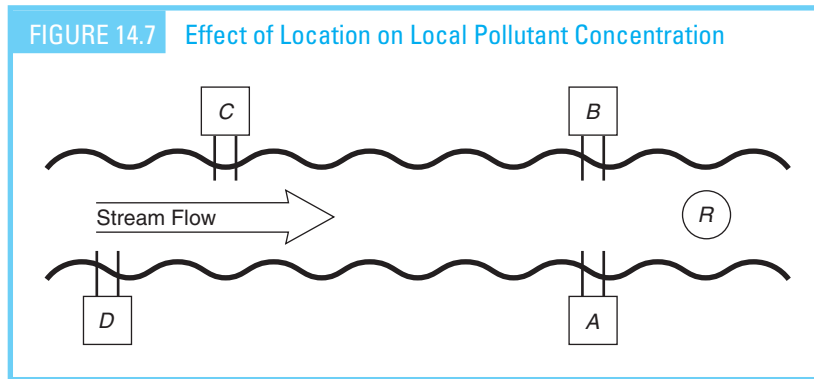 FIGURE 14.7 Effect of Location on Local Pollutant Concentration
C
B
Stream Flow
R
D
A